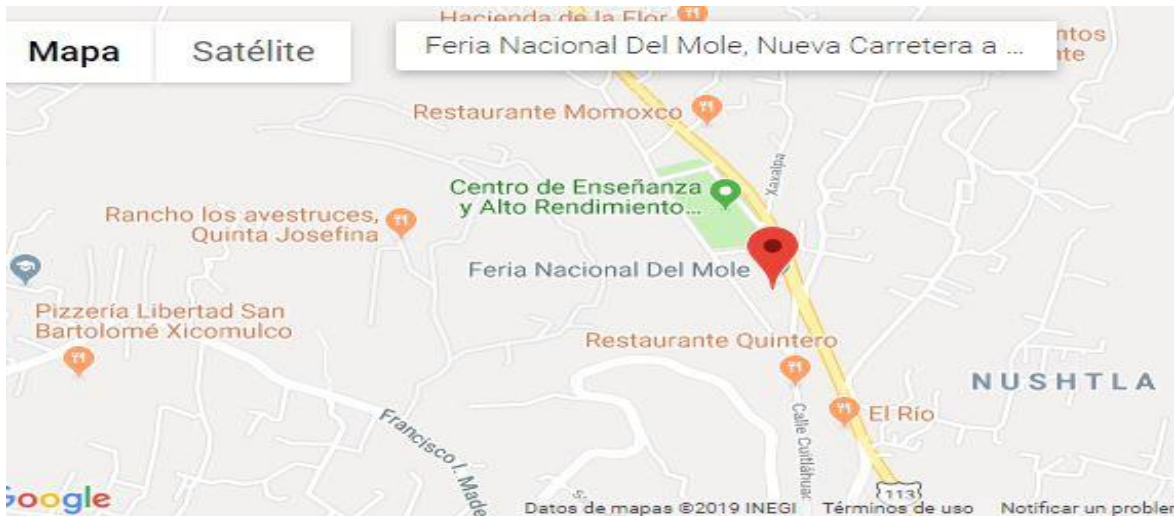 Hacienda de la Flor
Mapa
Satélite
Feria Nacional Del Mole, Nueva Carretera a ...
Restaurante Momoxco
Xaxalpa
Centro de Enseñanza
y Alto Rendimiento...
Rancho los avestruces,
Quinta Josefina
Feria Nacional Del Mole
Pizzería Libertad San
Bartolomé Xicomulco
Restaurante Quintero
NUSHTLA
El Río
Calle Cuitláhuac
Francisco I. Made
113
Google
Datos de mapas ©2019 INEGI
Términos de uso
Notificar un proble